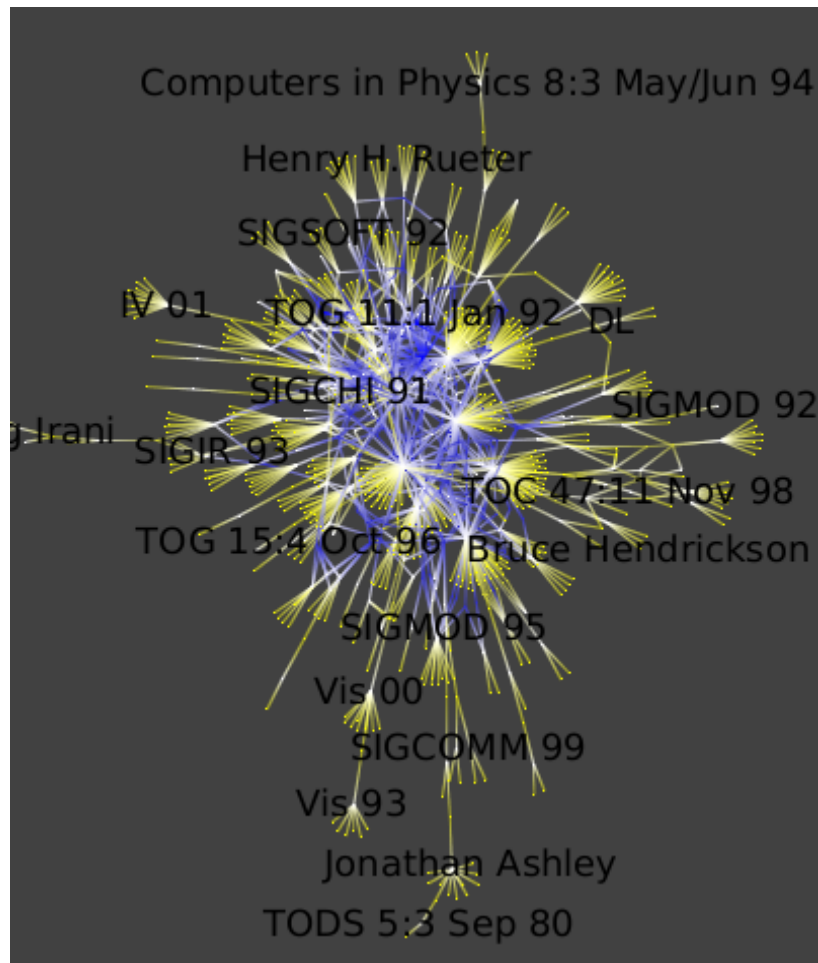 Computers in Physics 8:3 May/Jun 94
Henry H. Rueter
SIGSOFT 92
IV 01
TOG 11:1 Jan 92
DL
SIGCHI 91
SIGMOD 92
g Irani
SIGIR 93
TOC 47:11 Nov 98
TOG 15:4 Oct 96
Bruce Hendrickson
SIGMOD 95
Vis 00
SIGCOMM 99
Vis 93
Jonathan Ashley
TODS 5:3 Sep 80